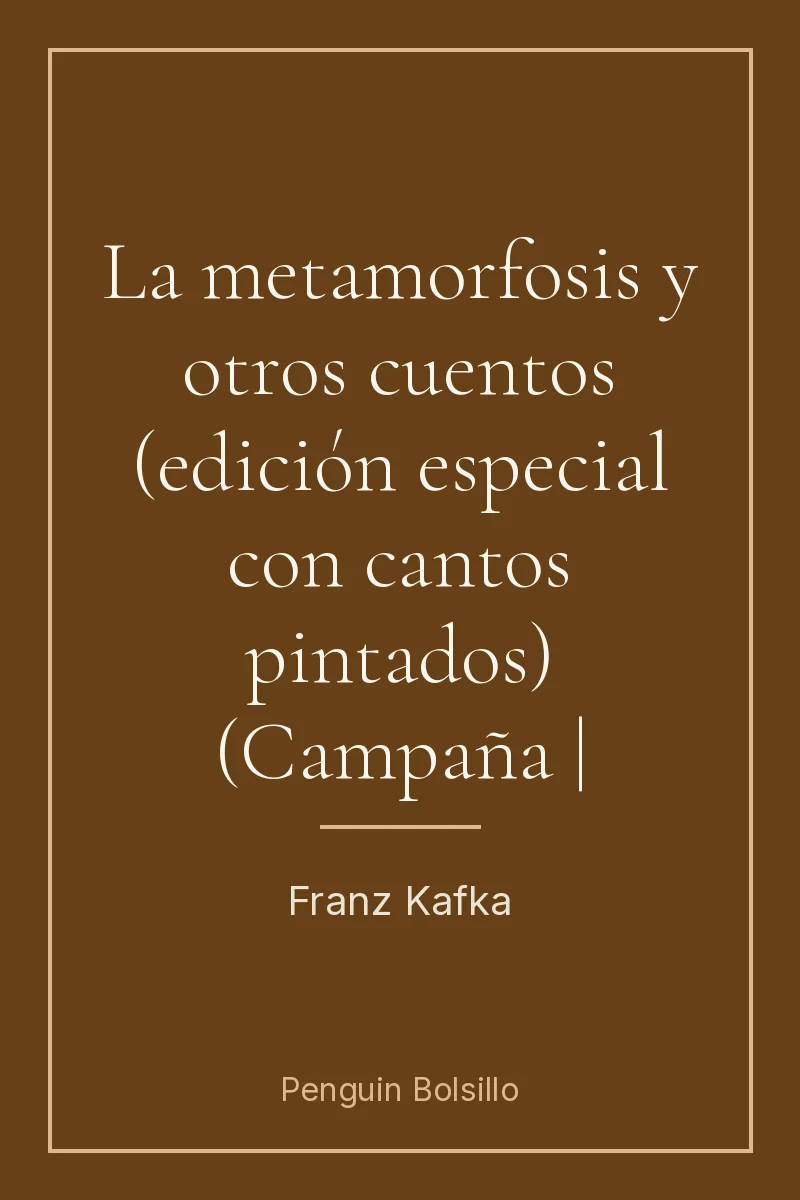 La metamorfosis y
otros cuentos
(edición especial
con cantos
pintados)
(Campaña |
Franz Kafka
Penguin Bolsillo